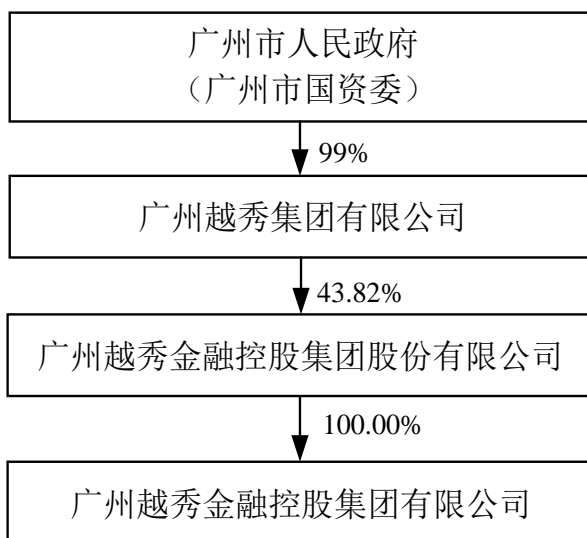 广州市人民政府
（广州市国资委）
99%
广州越秀集团有限公司
43.82%
广州越秀金融控股集团股份有限公司
100.00%
广州越秀金融控股集团有限公司